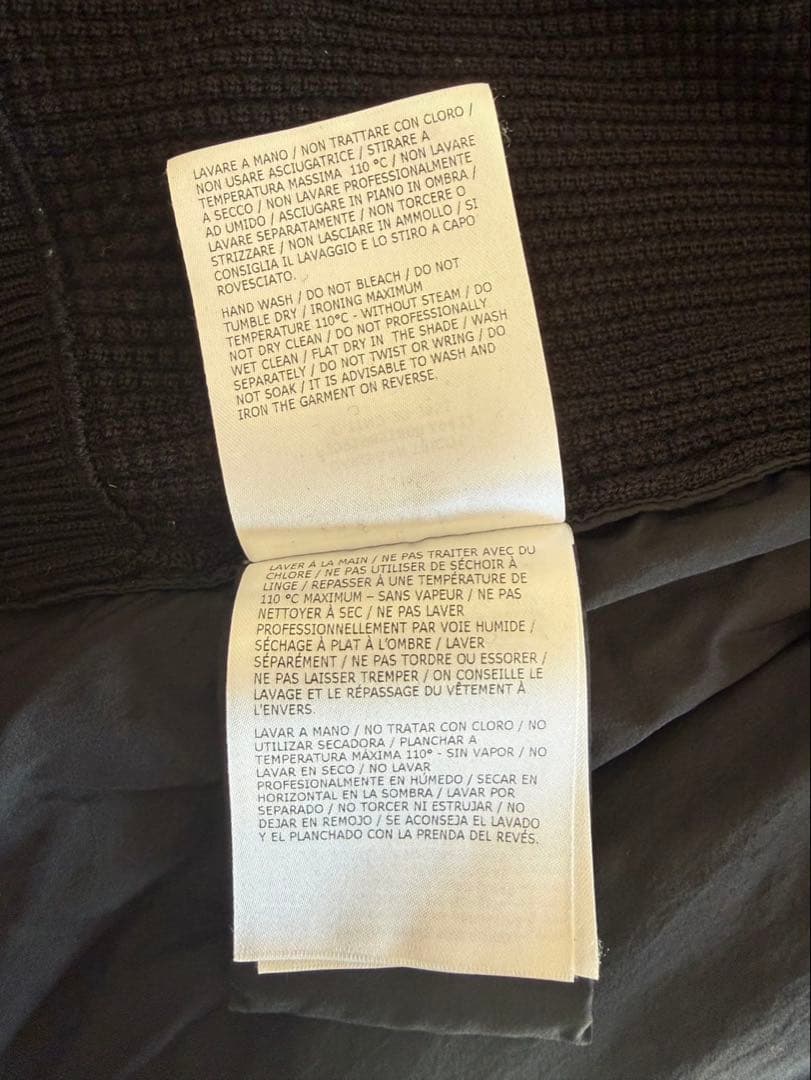 LAVARE A MANO / NON TRATTARE CON CLORO /
NON USARE ASCIUGATRICE / STIRARE A
TEMPERATURA MASSIMA 110 °C / NON LAVARE
A SECCO / NON LAVARE PROFESSIONALMENTE
AD UMIDO / ASCIUGARE IN PIANO IN OMBRA /
LAVARE SEPARATAMENTE / NON TORCERE O
STRIZZARE / NON LASCIARE IN AMMOLLO / SI
CONSIGLIA IL LAVAGGIO E LO STIRO A CAPO
ROVESCIATO.
HAND WASH / DO NOT BLEACH / DO NOT
TUMBLE DRY / IRONING MAXIMUM
TEMPERATURE 110°C - WITHOUT STEAM / DO
NOT DRY CLEAN / DO NOT PROFESSIONALLY
WET CLEAN / FLAT DRY IN THE SHADE / WASH
SEPARATELY / DO NOT TWIST OR WRING / DO
NOT SOAK / IT IS ADVISABLE TO WASH AND
IRON THE GARMENT ON REVERSE.
LAVER À LA MAIN / NE PAS TRAITER AVEC DU
CHLORE / NE PAS UTILISER DE SÉCHOIR À
LINGE / REPASSER À UNE TEMPÉRATURE DE
110 °C MAXIMUM – SANS VAPEUR / NE PAS
NETTOYER À SEC / NE PAS LAVER
PROFESSIONNELLEMENT PAR VOIE HUMIDE /
SÉCHAGE À PLAT À L'OMBRE / LAVER
SÉPARÉMENT / NE PAS TORDRE OU ESSORER /
NE PAS LAISSER TREMPER / ON CONSEILLE LE
LAVAGE ET LE RÉPASSAGE DU VÊTEMENT À
L'ENVERS.
LAVAR A MANO / NO TRATAR CON CLORO / NO
UTILIZAR SECADORA / PLANCHAR A
TEMPERATURA MÁXIMA 110° - SIN VAPOR / NO
LAVAR EN SECO / NO LAVAR
PROFESIONALMENTE EN HÚMEDO / SECAR EN
HORIZONTAL EN LA SOMBRA / LAVAR POR
SEPARADO / NO TORCER NI ESTRUJAR / NO
DEJAR EN REMOJO / SE ACONSEJA EL LAVADO
Y EL PLANCHADO CON LA PRENDA DEL REVÉS.